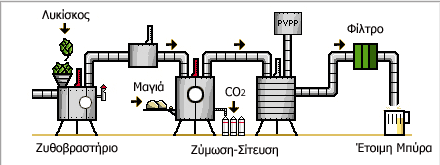 Λυκίσκος
PVPP
Φίλτρο
Μαγιά
CO2
Ζυθοβραστήριο
Ζύμωση-Σίτευση
Έτοιμη Μπύρα